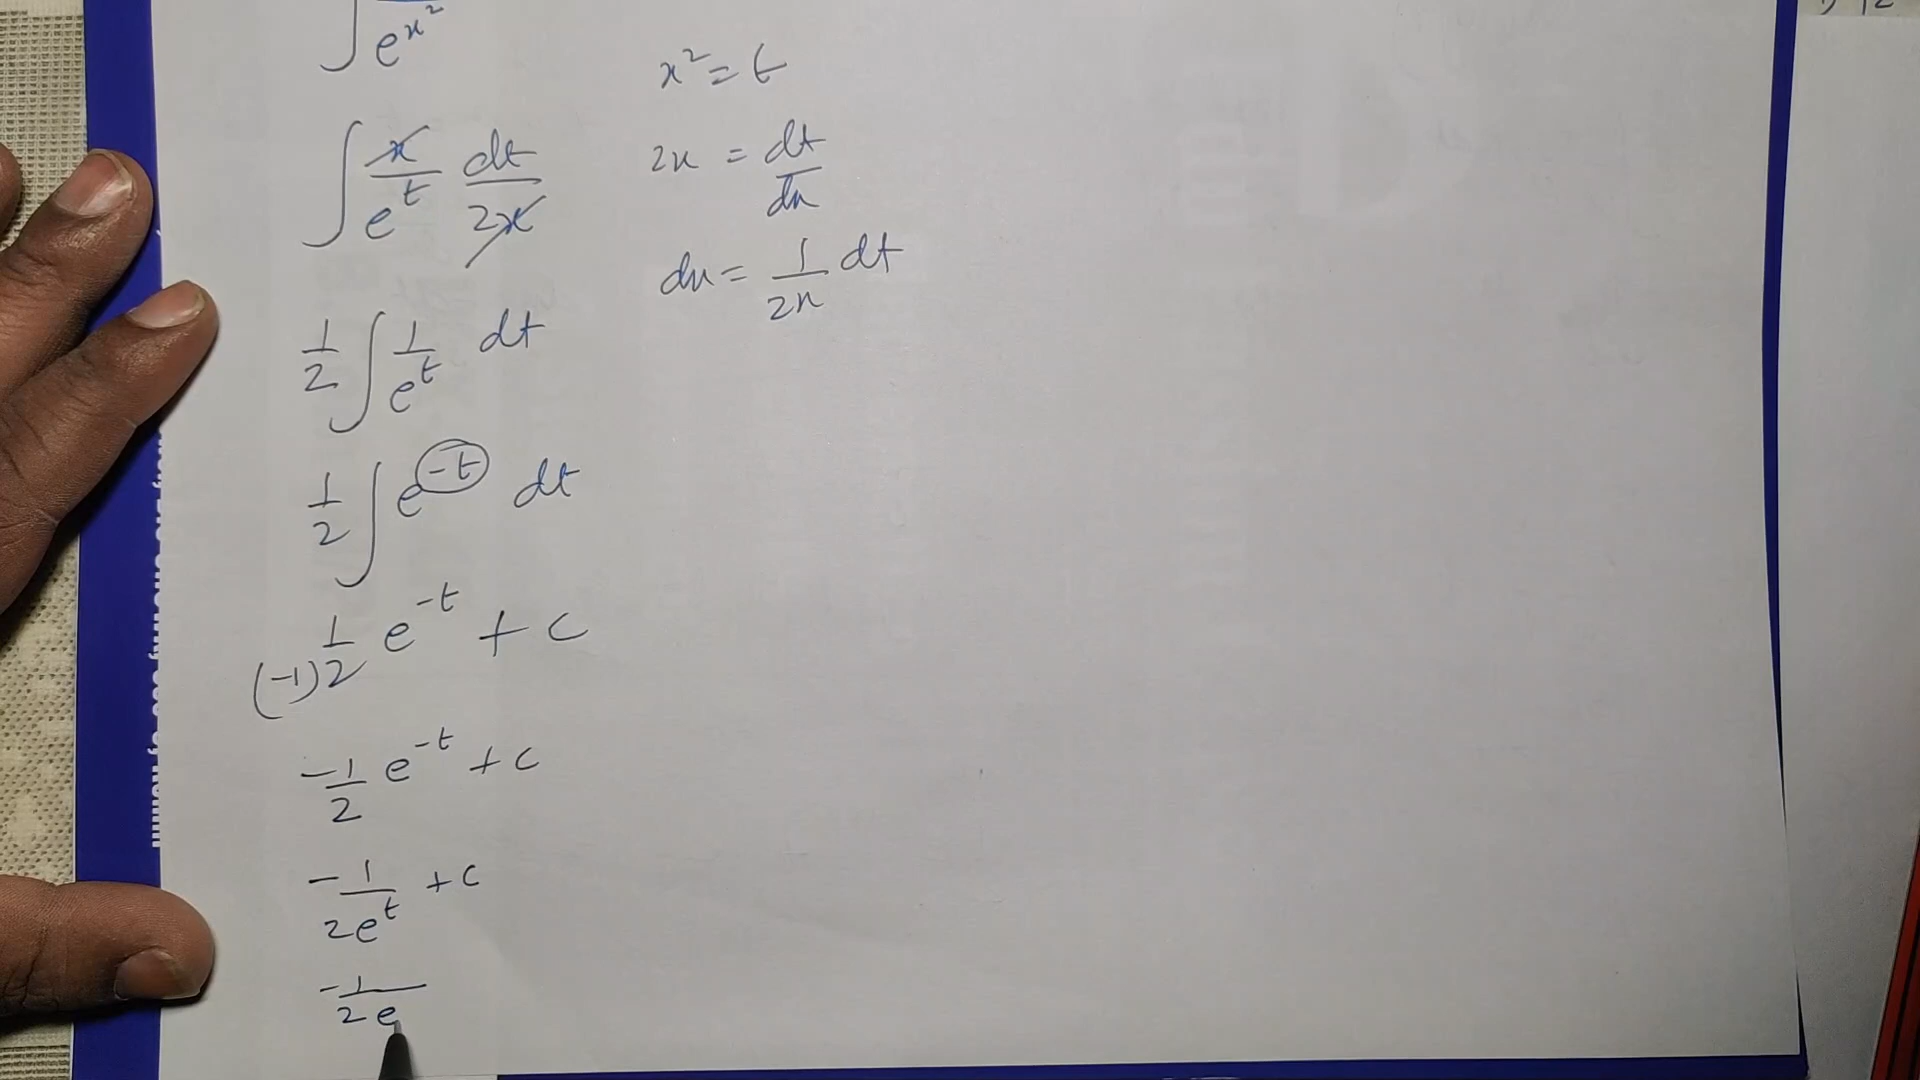 ∫ e^x²
x² = t
∫ x/e^t dt/2x
2x = dt/dx
dx = 1/2x dt
1/2 ∫ 1/e^t dt
1/2 ∫ e^-t dt
(-1) 1/2 e^-t + c
-1/2 e^-t + c
-1/2e^t + c
-1/2e